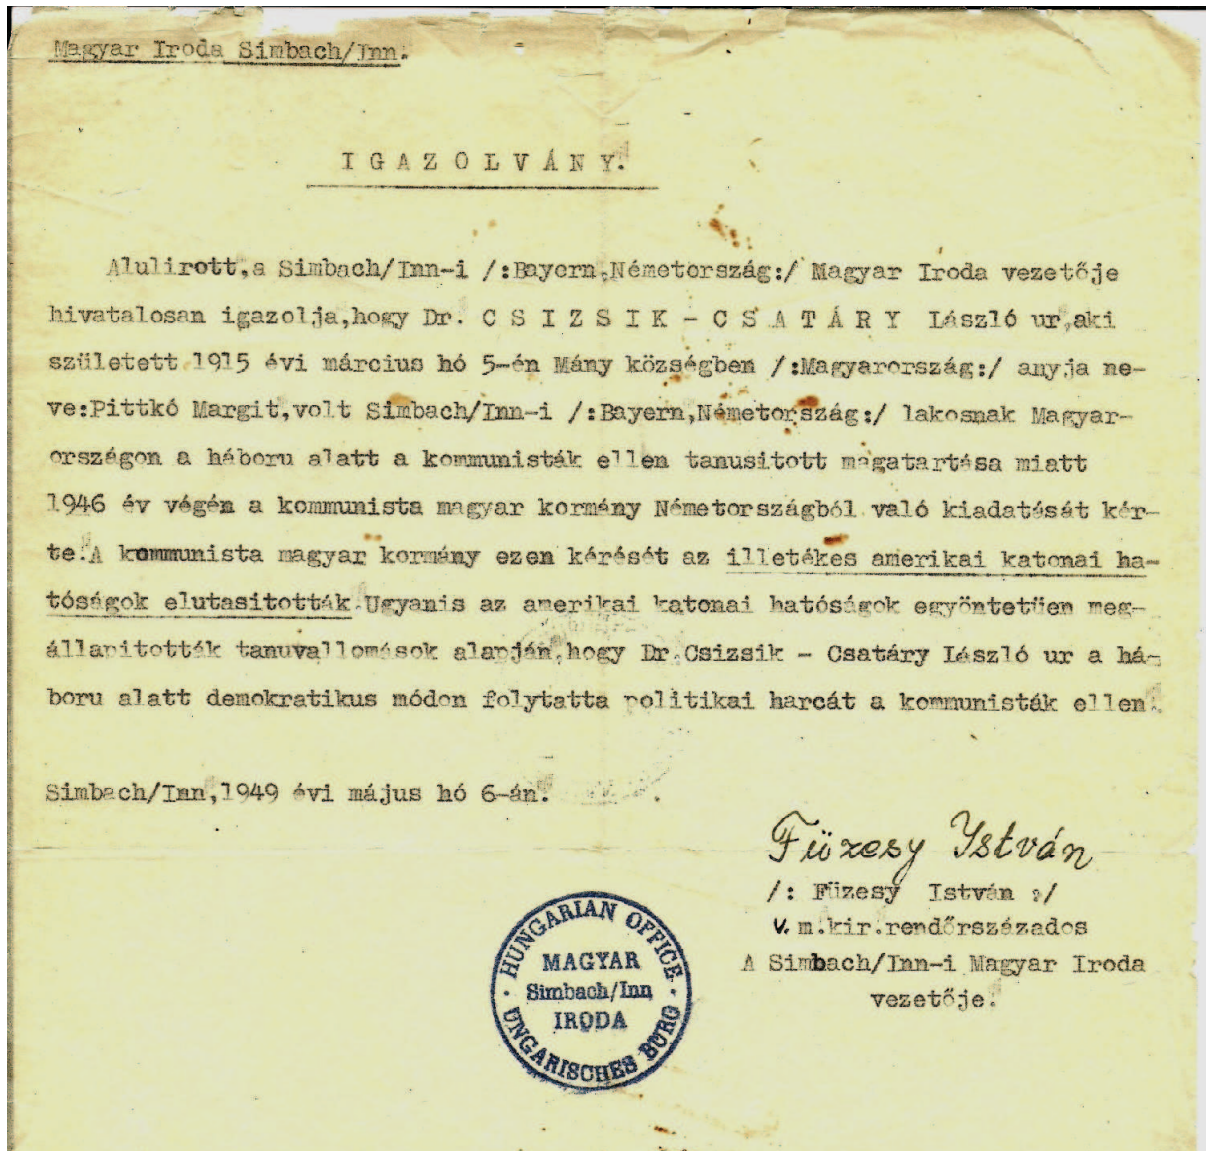 Magyar Iroda Simbach/Inn.
I G A Z O L V Á N Y.
Alulirott,a Simbach/Inn-i /:Bayern,Németország:/ Magyar Iroda vezetője
hivatalosan igazolja,hogy Dr. C S I Z S I K - C S A T Á R Y László ur,aki
született 1915 évi március hó 5-én Mány községben /:Magyarország:/ anyja ne-
ve:Pittkó Margit,volt Simbach/Inn-i /:Bayern,Németország:/ lakosnak Magyar-
országon a háboru alatt a kommunisták ellen tanusitott magatartása miatt
1946 év végén a kommunista magyar kormány Németországból való kiadatását kér-
te.A kommunista magyar kormány ezen kérését az illetékes amerikai katonai ha-
tóságok elutasitották.Ugyanis az amerikai katonai hatóságok egyöntetüen meg-
állapitották tanuvallomások alapján,hogy Dr.Csizsik - Csatáry László ur a há-
boru alatt demokratikus módon folytatta politikai harcát a kommunisták ellen.
Simbach/Inn,1949 évi május hó 6-án.
Füzesy István
/: Füzesy István :/
v.m.kir.rendőrszázados
A Simbach/Inn-i Magyar Iroda
vezetője.
HUNGARIAN OFFICE
MAGYAR
Simbach/Inn
IRODA
UNGARISCHES BÜRO